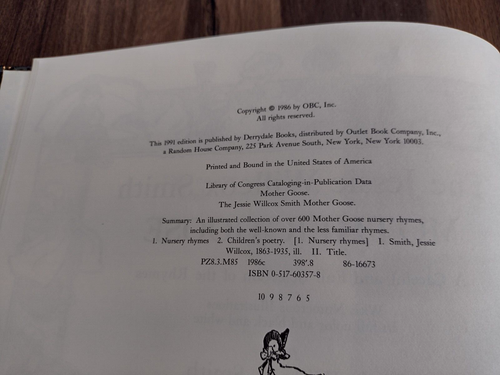 Copyright © 1986 by OBC, Inc.
All rights reserved.
This 1991 edition is published by Derrydale Books, distributed by Outlet Book Company, Inc.,
a Random House Company, 225 Park Avenue South, New York, New York 10003.
Printed and Bound in the United States of America
Library of Congress Cataloging-in-Publication Data
Mother Goose.
The Jessie Willcox Smith Mother Goose.
Summary: An illustrated collection of over 600 Mother Goose nursery rhymes,
including both the well-known and the less familiar rhymes.
1. Nursery rhymes 2. Children's poetry. [1. Nursery rhymes] I. Smith, Jessie
Willcox, 1863-1935, ill. II. Title.
PZ8.3.M85 1986c 398'.8 86-16673
ISBN 0-517-60357-8
10 9 8 7 6 5